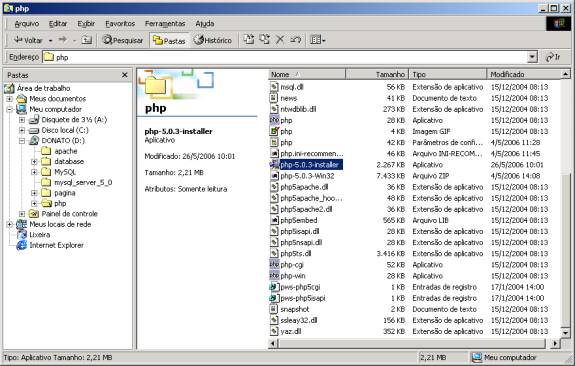 php
Arquivo Editar Exibir Favoritos Ferramentas Ajuda
Voltar Pesquisar Pastas Histórico
Endereço php Ir
Pastas
Área de trabalho
Meus documentos
Meu computador
Disquete de 3½ (A:)
Disco local (C:)
DONATO (D:)
apache
database
MySQL
mysql_server_5_0
pagina
php
Painel de controle
Meus locais de rede
Lixeira
Internet Explorer
php
php-5.0.3-installer
Aplicativo
Modificado: 26/5/2006 10:01
Tamanho: 2,21 MB
Atributos: Somente leitura
Nome Tamanho Tipo Modificado
msql.dll 56 KB Extensão de aplicativo 15/12/2004 08:13
news 41 KB Documento de texto 15/12/2004 08:13
ntwdblib.dll 273 KB Extensão de aplicativo 15/12/2004 08:13
php 28 KB Aplicativo 15/12/2004 08:13
php 4 KB Imagem GIF 15/12/2004 08:13
php 42 KB Parâmetros de confi... 4/5/2006 11:28
php.ini-recommen... 46 KB Arquivo INI-RECOM... 4/5/2006 11:45
php-5.0.3-installer 2.267 KB Aplicativo 26/5/2006 10:01
php-5.0.3-Win32 7.433 KB Arquivo ZIP 4/5/2006 14:08
php5apache.dll 36 KB Extensão de aplicativo 15/12/2004 08:13
php5apache_hoo... 48 KB Extensão de aplicativo 15/12/2004 08:13
php5apache2.dll 36 KB Extensão de aplicativo 15/12/2004 08:13
php5embed 565 KB Arquivo LIB 15/12/2004 08:13
php5isapi.dll 28 KB Extensão de aplicativo 15/12/2004 08:13
php5nsapi.dll 28 KB Extensão de aplicativo 15/12/2004 08:13
php5ts.dll 3.416 KB Extensão de aplicativo 15/12/2004 08:13
php-cgi 52 KB Aplicativo 15/12/2004 08:13
php-win 28 KB Aplicativo 15/12/2004 08:13
pws-php5cgi 1 KB Entradas de registro 17/1/2004 14:00
pws-php5isapi 1 KB Entradas de registro 17/1/2004 14:00
snapshot 2 KB Documento de texto 15/12/2004 08:13
ssleay32.dll 156 KB Extensão de aplicativo 15/12/2004 08:13
yaz.dll 352 KB Extensão de aplicativo 15/12/2004 08:13
Tipo: Aplicativo Tamanho: 2,21 MB 2,21 MB Meu computador